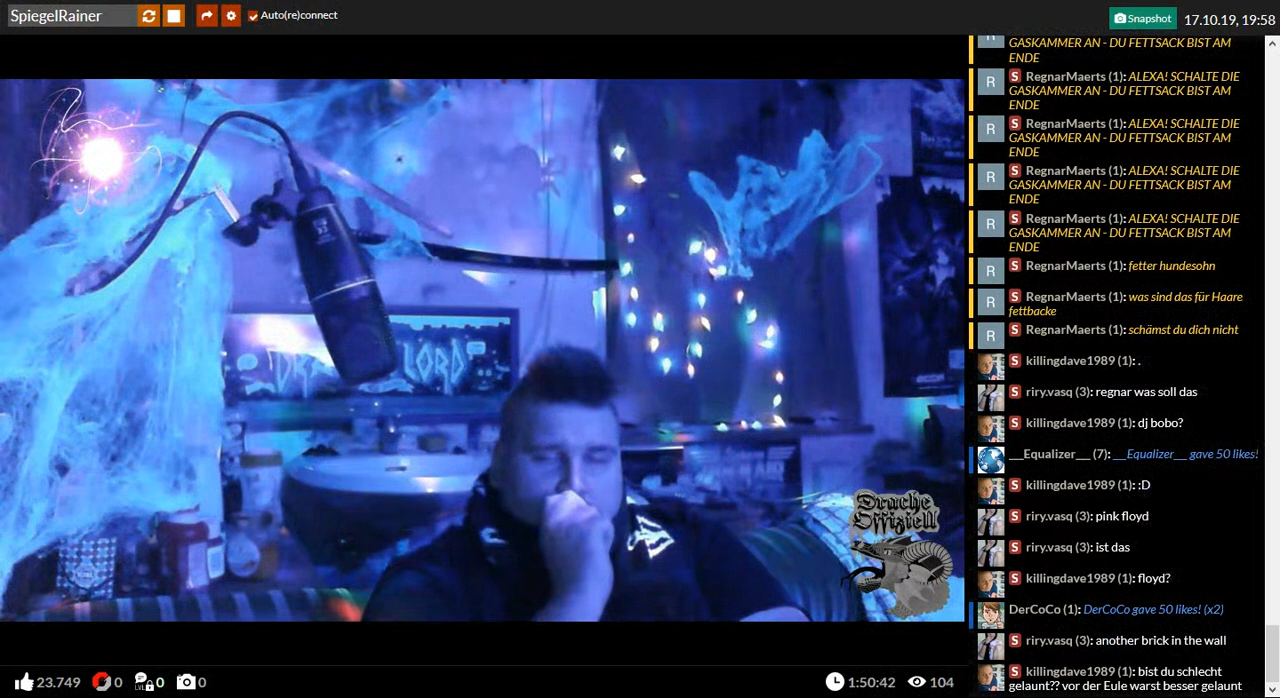 SpiegelRainer
Auto(re)connect
Snapshot
17.10.19, 19:58
LORD
Drache
Offiziell
R
GASKAMMER AN - DU FETTSACK BIST AM
ENDE
R
S RegnarMaerts (1): ALEXA! SCHALTE DIE
GASKAMMER AN - DU FETTSACK BIST AM
ENDE
R
S RegnarMaerts (1): ALEXA! SCHALTE DIE
GASKAMMER AN - DU FETTSACK BIST AM
ENDE
R
S RegnarMaerts (1): ALEXA! SCHALTE DIE
GASKAMMER AN - DU FETTSACK BIST AM
ENDE
R
S RegnarMaerts (1): ALEXA! SCHALTE DIE
GASKAMMER AN - DU FETTSACK BIST AM
ENDE
R
S RegnarMaerts (1): fetter hundesohn
R
S RegnarMaerts (1): was sind das für Haare
fettbacke
R
S RegnarMaerts (1): schämst du dich nicht
S killingdave1989 (1): .
S riry.vasq (3): regnar was soll das
S killingdave1989 (1): dj bobo?
___Equalizer___ (7): ___Equalizer___ gave 50 likes!
S killingdave1989 (1): :D
S riry.vasq (3): pink floyd
S riry.vasq (3): ist das
S killingdave1989 (1): floyd?
DerCoCo (1): DerCoCo gave 50 likes! (x2)
S riry.vasq (3): another brick in the wall
S killingdave1989 (1): bist du schlecht
gelaunt?? vor der Eule warst besser gelaunt
23.749
0
LVL 0
0
1:50:42
104